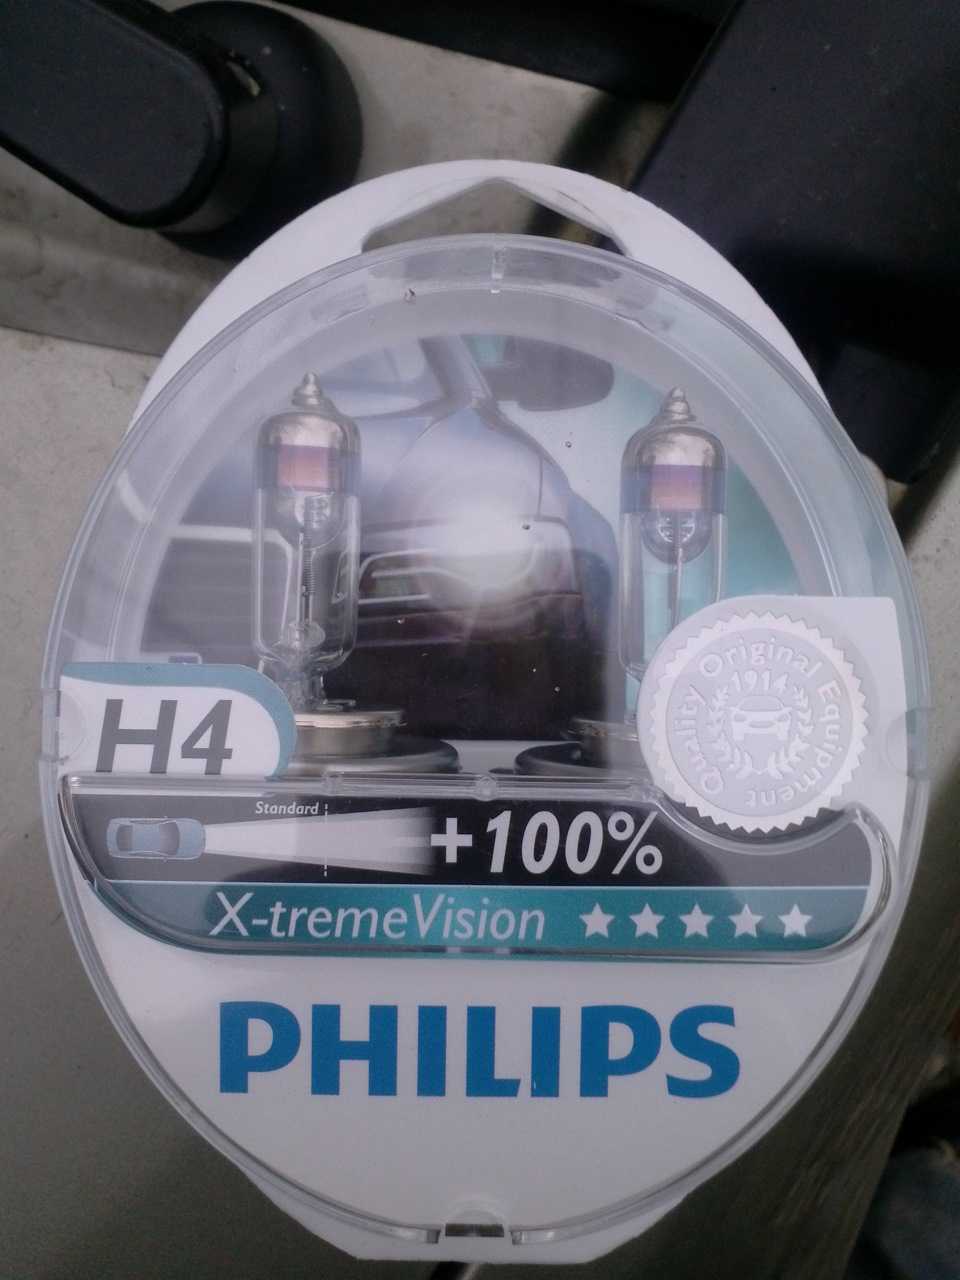 H4
Quality Original Equipment
1914
Standard
+100%
X-tremeVision
PHILIPS